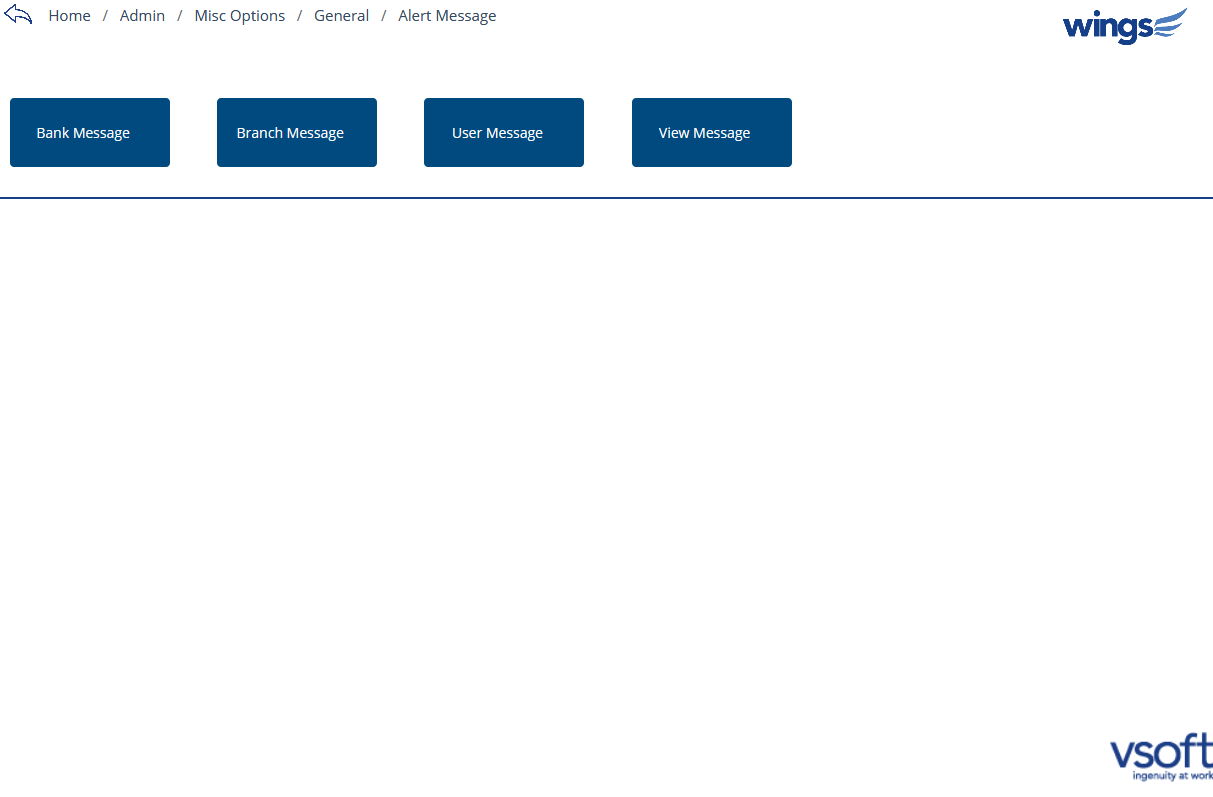 Home / Admin / Misc Options / General / Alert Message
wings
Bank Message
Branch Message
User Message
View Message
vsoft
ingenuity at work